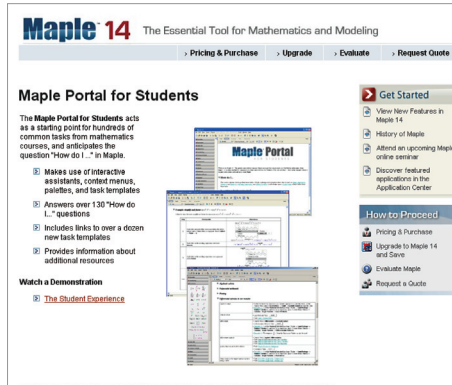 Maple 14 The Essential Tool for Mathematics and Modeling
› Pricing & Purchase › Upgrade › Evaluate › Request Quote
Maple Portal for Students
The Maple Portal for Students acts
as a starting point for hundreds of
common tasks from mathematics
courses, and anticipates the
question "How do I ..." in Maple.
Makes use of interactive
assistants, context menus,
palettes, and task templates
Answers over 130 "How do
I..." questions
Includes links to over a dozen
new task templates
Provides information about
additional resources
Watch a Demonstration
The Student Experience
Maple Portal
Get Started
View New Features in
Maple 14
History of Maple
Attend an upcoming Maple
online seminar
Discover featured
applications in the
Application Center
How to Proceed
Pricing & Purchase
Upgrade to Maple 14
and Save
Evaluate Maple
Request a Quote